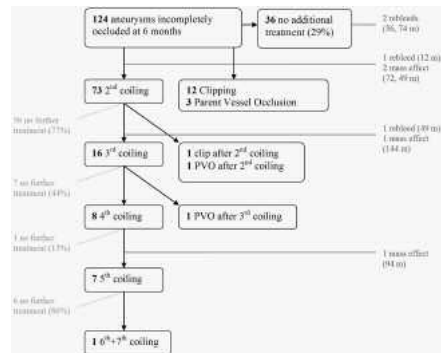 124 aneurysms incompletely
occluded at 6 months
36 no additional
treatment (29%)
2 rebleeds
(36, 74 m)
1 rebleed (12 m)
2 mass effect
(72, 49 m)
73 2nd coiling
12 Clipping
3 Parent Vessel Occlusion
no further
treatment (77%)
1 rebleed (49 m)
1 mass effect
(144 m)
16 3rd coiling
1 clip after 2nd coiling
1 PVO after 2nd coiling
7 no further
treatment (44%)
8 4th coiling
1 PVO after 3rd coiling
1 no further
treatment (13%)
1 mass effect
(94 m)
7 5th coiling
6 no further
treatment
1 6th+7th coiling